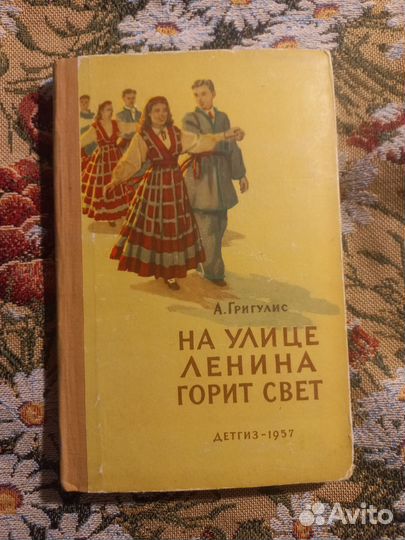 А. Григулис
НА УЛИЦЕ
ЛЕНИНА
ГОРИТ СВЕТ
ДЕТГИЗ – 1957
Avito